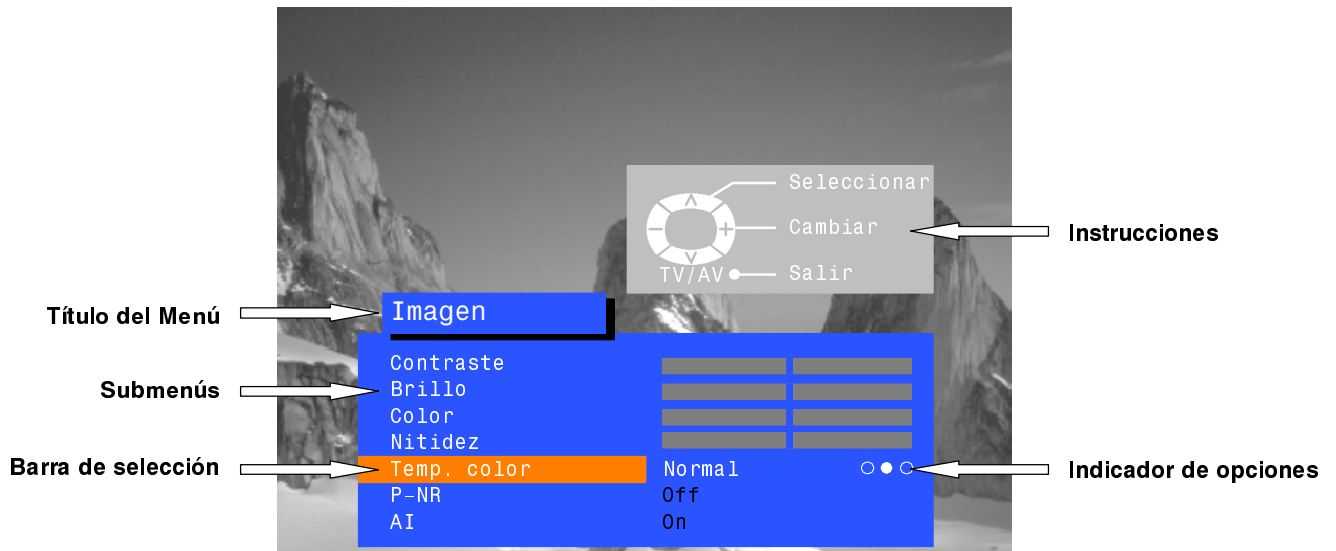 Seleccionar
Cambiar
TV/AV Salir
Instrucciones
Título del Menú
Imagen
Contraste
Submenús
Brillo
Color
Nitidez
Barra de selección
Temp. color Normal
Indicador de opciones
P-NR Off
AI On